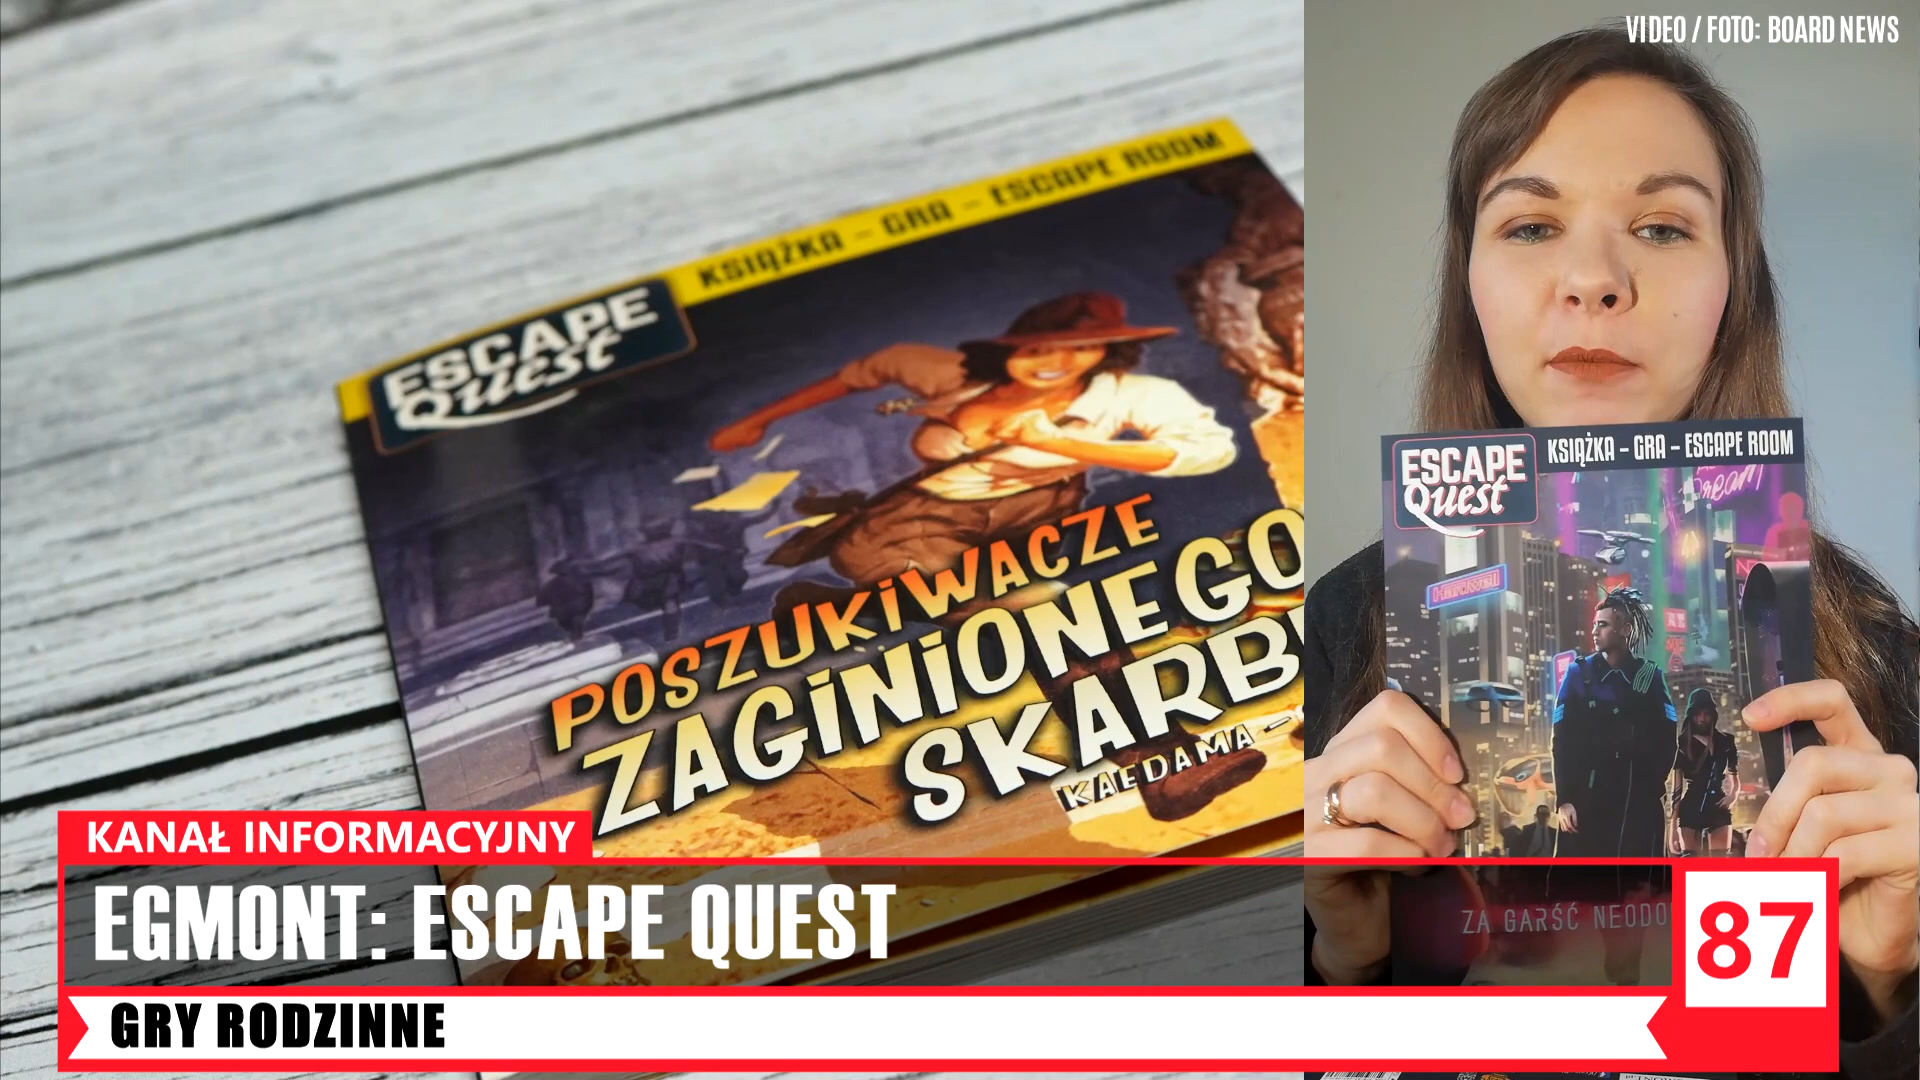 VIDEO / FOTO: BOARD NEWS
KSIĄŻKA - GRA - ESCAPE ROOM
ESCAPE
Quest
POSZUKIWACZE
ZAGINIONEGO
SKARB
KAEDAMA
KSIĄŻKA - GRA - ESCAPE ROOM
ESCAPE
Quest
ZA GARŚĆ NEODO
KANAŁ INFORMACYJNY
EGMONT: ESCAPE QUEST
87
GRY RODZINNE